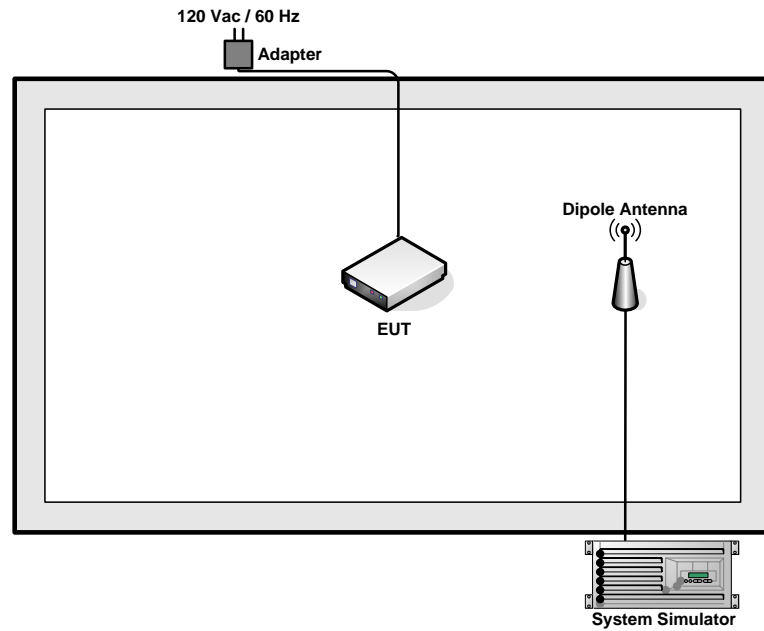 120 Vac / 60 Hz
Adapter
Dipole Antenna
EUT
System Simulator